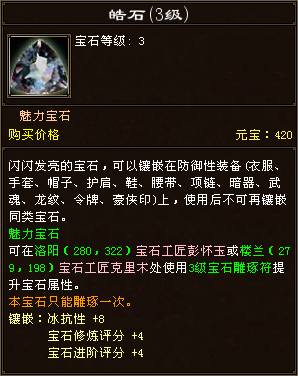 皓石(3级)
宝石等级: 3
魅力宝石
购买价格 元宝: 420
闪闪发亮的宝石，可以镶嵌在防御性装备(衣服、
手套、帽子、护肩、鞋、腰带、项链、暗器、武
魂、龙纹、令牌、豪侠印)上，使用后不可再镶嵌
同类宝石。
魅力宝石
可在洛阳（280，322）宝石工匠彭怀玉或楼兰（27
9，198）宝石工匠克里木处使用3级宝石雕琢符提
升宝石属性。
本宝石只能雕琢一次。
镶嵌：冰抗性 +8
宝石修炼评分 +4
宝石进阶评分 +4